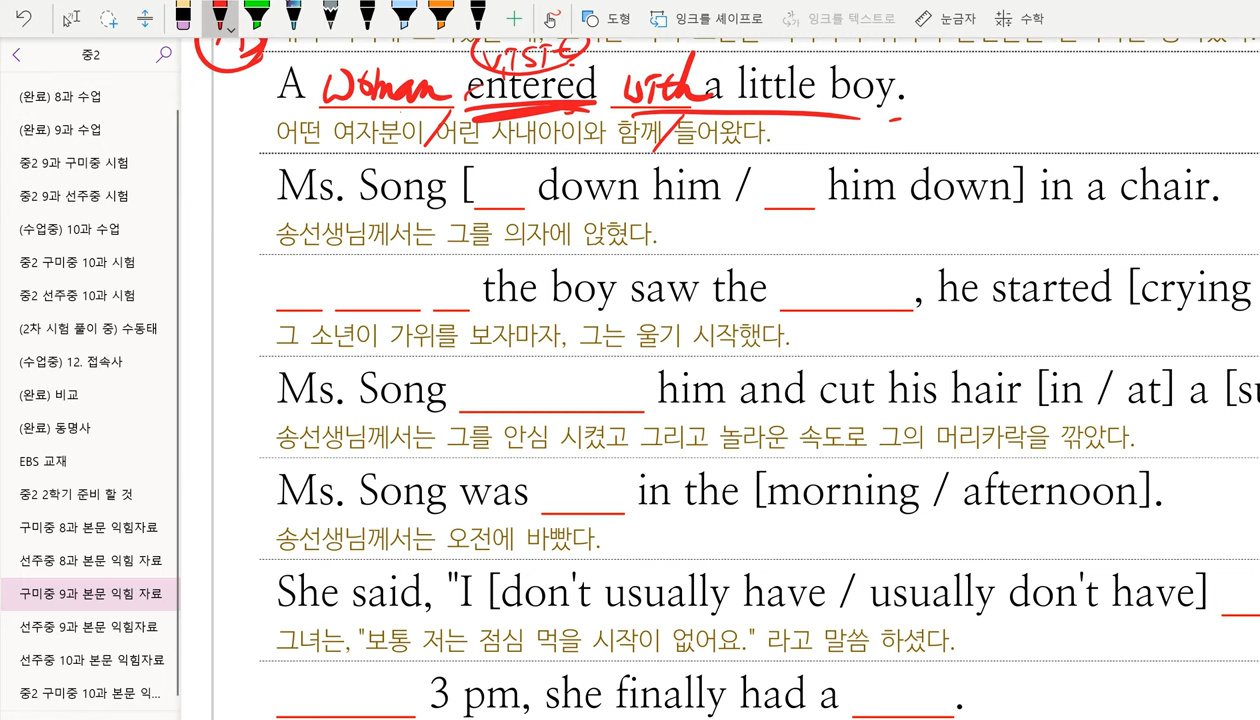 도형
잉크를 셰이프로
잉크를 텍스트로
눈금자
수학
중2
(완료) 8과 수업
(완료) 9과 수업
중2 9과 구미중 시험
중2 9과 선주중 시험
(수업중) 10과 수업
중2 구미중 10과 시험
중2 선주중 10과 시험
(2차 시험 풀이 중) 수동태
(수업중) 12. 접속사
(완료) 비교
(완료) 동명사
EBS 교재
중2 2학기 준비 할 것
구미중 8과 본문 익힘자료
선주중 8과 본문 익힘 자료
구미중 9과 본문 익힘 자료
선주중 9과 본문 익힘자료
선주중 10과 본문 익힘자료
중2 구미중 10과 본문 익...
visit
A woman entered with a little boy.
어떤 여자분이 어린 사내아이와 함께 들어왔다.
Ms. Song [___ down him / ___ him down] in a chair.
송선생님께서는 그를 의자에 앉혔다.
___ ___ ___ the boy saw the ___, he started [crying
그 소년이 가위를 보자마자, 그는 울기 시작했다.
Ms. Song ___ him and cut his hair [in / at] a [su
송선생님께서는 그를 안심 시켰고 그리고 놀라운 속도로 그의 머리카락을 깎았다.
Ms. Song was ___ in the [morning / afternoon].
송선생님께서는 오전에 바빴다.
She said, "I [don't usually have / usually don't have] ___
그녀는, "보통 저는 점심 먹을 시작이 없어요." 라고 말씀 하셨다.
___ 3 pm, she finally had a ___.